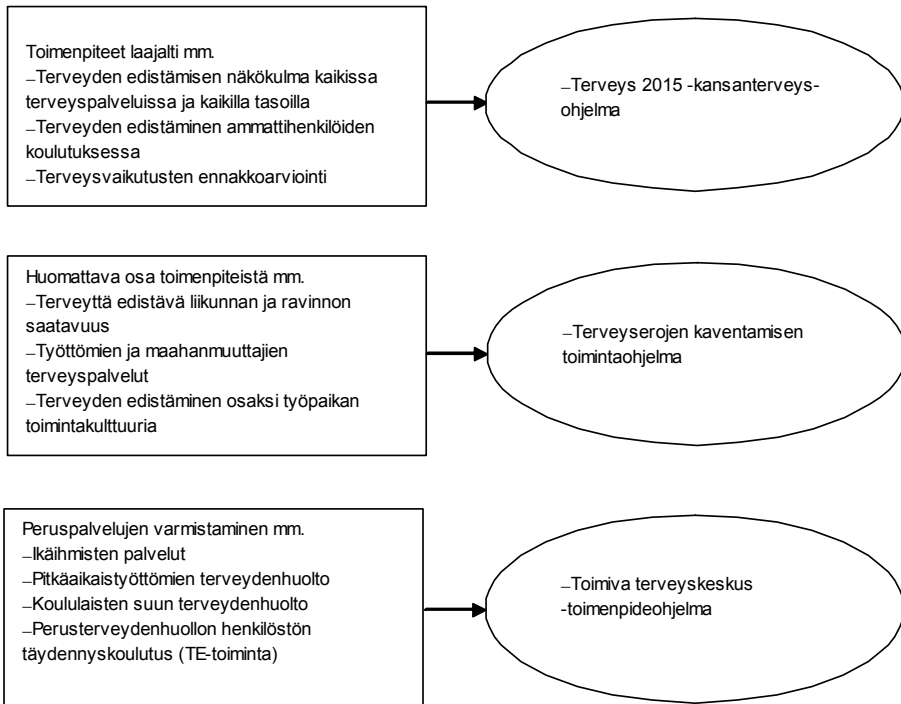 Toimenpiteet laajalti mm.
–Terveyden edistämisen näkökulma kaikissa
terveyspalveluissa ja kaikilla tasoilla
–Terveyden edistäminen ammattihenkilöiden
koulutuksessa
–Terveysvaikutusten ennakkoarviointi
–Terveys 2015 -kansanterveys-
ohjelma
Huomattava osa toimenpiteistä mm.
–Terveyttä edistävä liikunnan ja ravinnon
saatavuus
–Työttömien ja maahanmuuttajien
terveyspalvelut
–Terveyden edistäminen osaksi työpaikan
toimintakulttuuria
–Terveyserojen kaventamisen
toimintaohjelma
Peruspalvelujen varmistaminen mm.
–Ikäihmisten palvelut
–Pitkäaikaistyöttömien terveydenhuolto
–Koululaisten suun terveydenhuolto
–Perusterveydenhuollon henkilöstön
täydennyskoulutus (TE-toiminta)
–Toimiva terveyskeskus
-toimenpideohjelma